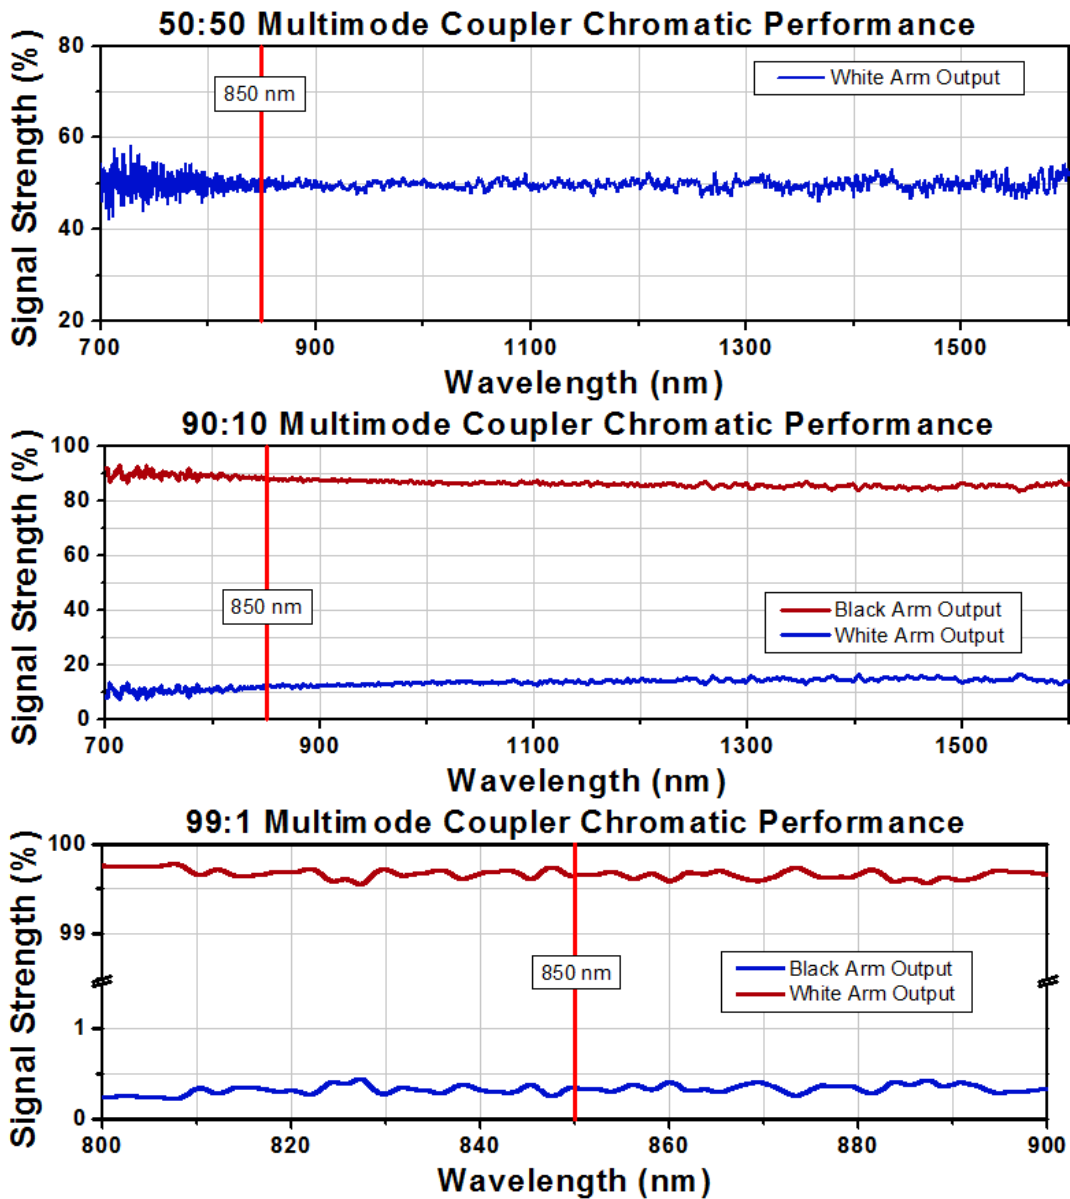 50:50 Multimode Coupler Chromatic Performance
Signal Strength (%)
80
60
40
20
850 nm
White Arm Output
700 900 1100 1300 1500
Wavelength (nm)
90:10 Multimode Coupler Chromatic Performance
Signal Strength (%)
100
80
60
40
20
0
850 nm
Black Arm Output
White Arm Output
700 900 1100 1300 1500
Wavelength (nm)
99:1 Multimode Coupler Chromatic Performance
Signal Strength (%)
100
99
1
0
850 nm
Black Arm Output
White Arm Output
800 820 840 860 880 900
Wavelength (nm)